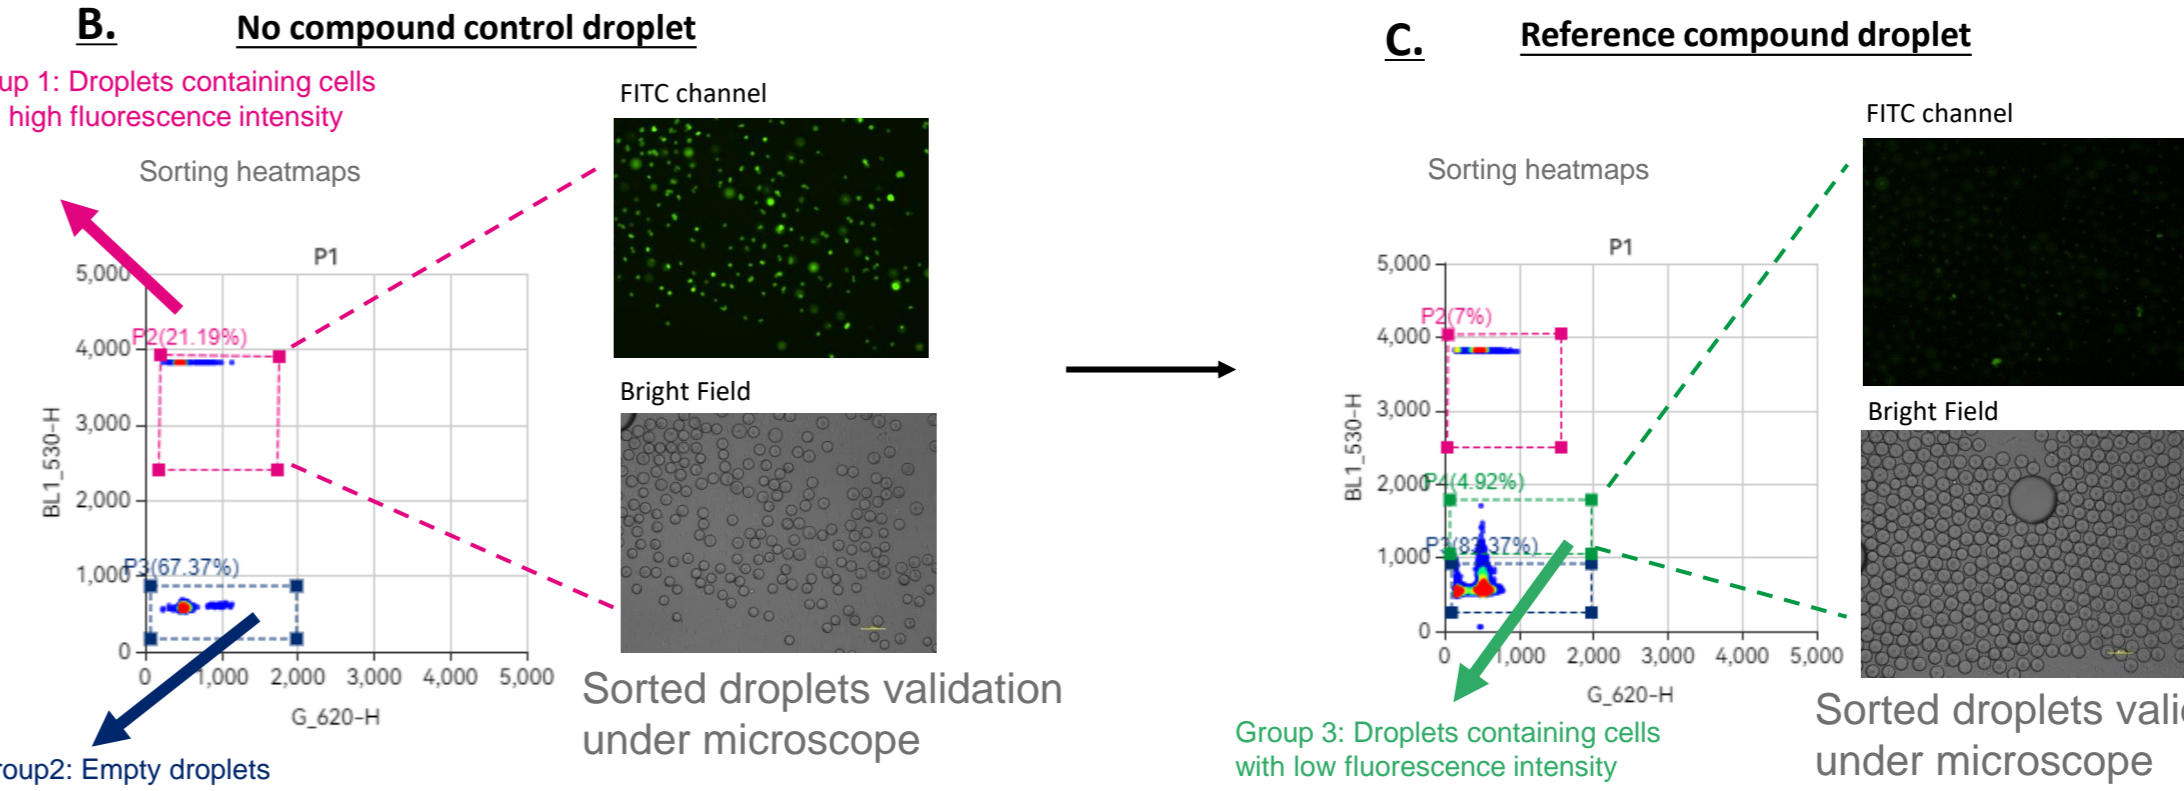 B.
No compound control droplet
up 1: Droplets containing cells
high fluorescence intensity
Sorting heatmaps
FITC channel
P1
5,000
P2(21.19%)
4,000
3,000
2,000
1,000
P3(67.37%)
0
BL1_530-H
0 1,000 2,000 3,000 4,000 5,000
G_620-H
Bright Field
Sorted droplets validation
under microscope
roup2: Empty droplets
C.
Reference compound droplet
FITC channel
Sorting heatmaps
P1
5,000
P2(7%)
4,000
3,000
2,000
P4(4.92%)
1,000
P3(83.37%)
0
BL1_530-H
0 1,000 2,000 3,000 4,000 5,000
G_620-H
Bright Field
Group 3: Droplets containing cells
with low fluorescence intensity
Sorted droplets vali
under microscope